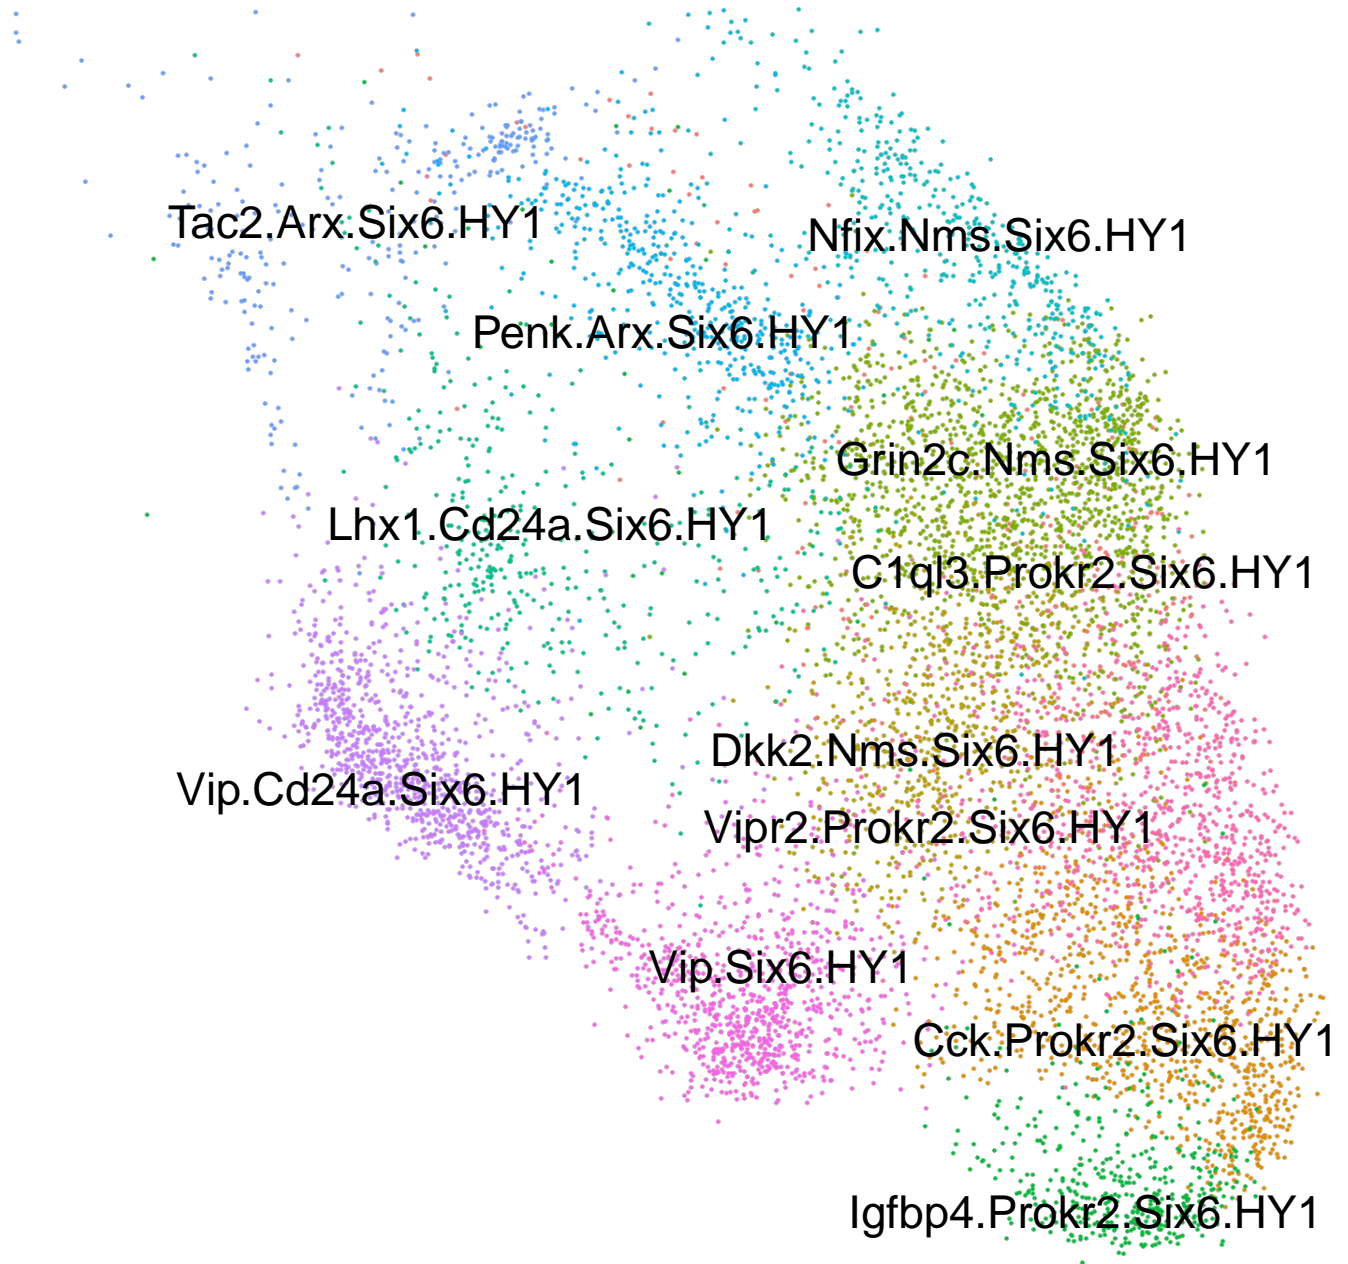 Tac2.Arx.Six6.HY1
Nfix.Nms.Six6.HY1
Penk.Arx.Six6.HY1
Grin2c.Nms.Six6.HY1
Lhx1.Cd24a.Six6.HY1
C1ql3.Prokr2.Six6.HY1
Dkk2.Nms.Six6.HY1
Vip.Cd24a.Six6.HY1
Vipr2.Prokr2.Six6.HY1
Vip.Six6.HY1
Cck.Prokr2.Six6.HY1
Igfbp4.Prokr2.Six6.HY1